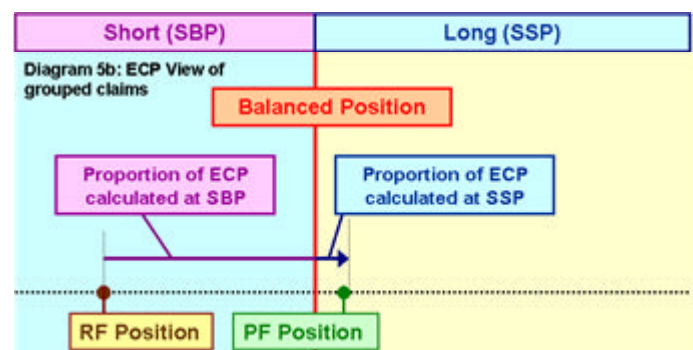 Short (SBP)
Long (SSP)
Diagram 5b: ECP View of
grouped claims
Balanced Position
Proportion of ECP
calculated at SBP
Proportion of ECP
calculated at SSP
RF Position
PF Position